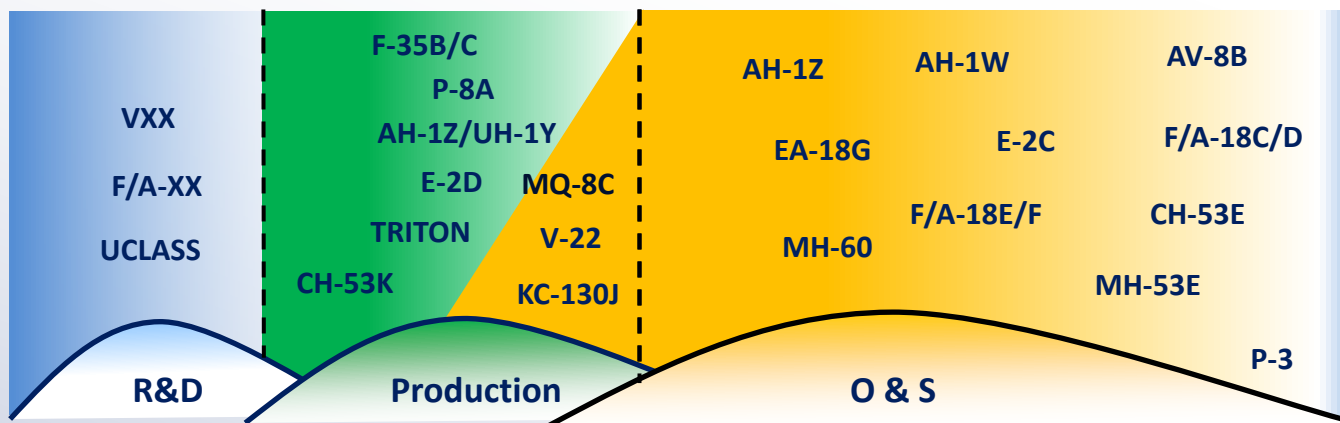 VXX
F/A-XX
UCLASS
F-35B/C
P-8A
AH-1Z/UH-1Y
E-2D
TRITON
CH-53K
MQ-8C
V-22
KC-130J
AH-1Z
AH-1W
AV-8B
EA-18G
E-2C
F/A-18C/D
F/A-18E/F
CH-53E
MH-60
MH-53E
P-3
R&D
Production
O & S